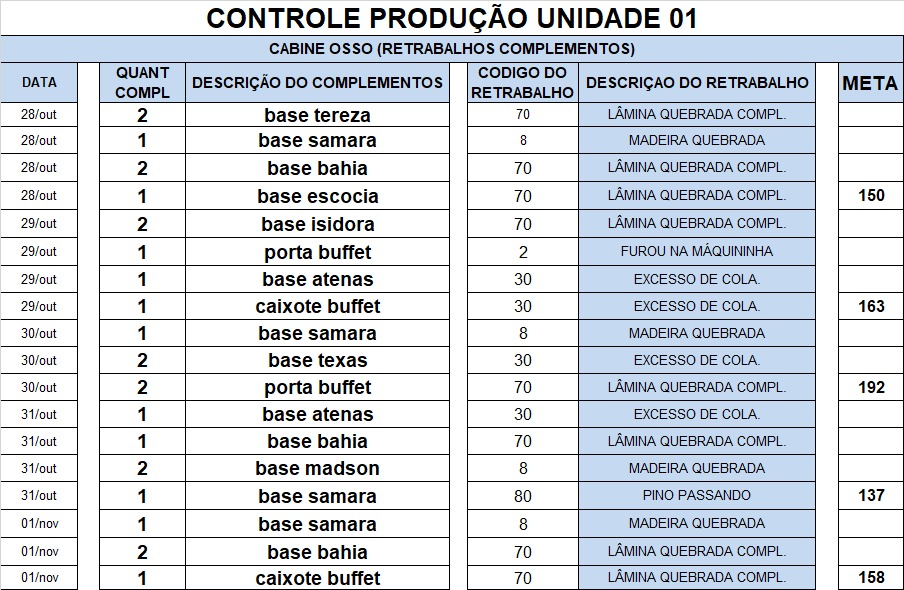 CONTROLE PRODUÇÃO UNIDADE 01
CABINE OSSO (RETRABALHOS COMPLEMENTOS)
DATA QUANT COMPL DESCRIÇÃO DO COMPLEMENTOS CODIGO DO RETRABALHO DESCRIÇAO DO RETRABALHO META
28/out 2 base tereza 70 LÂMINA QUEBRADA COMPL.
28/out 1 base samara 8 MADEIRA QUEBRADA
28/out 2 base bahia 70 LÂMINA QUEBRADA COMPL.
28/out 1 base escocia 70 LÂMINA QUEBRADA COMPL. 150
29/out 2 base isidora 70 LÂMINA QUEBRADA COMPL.
29/out 1 porta buffet 2 FUROU NA MÁQUININHA
29/out 1 base atenas 30 EXCESSO DE COLA.
29/out 1 caixote buffet 30 EXCESSO DE COLA. 163
30/out 1 base samara 8 MADEIRA QUEBRADA
30/out 2 base texas 30 EXCESSO DE COLA.
30/out 2 porta buffet 70 LÂMINA QUEBRADA COMPL. 192
31/out 1 base atenas 30 EXCESSO DE COLA.
31/out 1 base bahia 70 LÂMINA QUEBRADA COMPL.
31/out 2 base madson 8 MADEIRA QUEBRADA
31/out 1 base samara 80 PINO PASSANDO 137
01/nov 1 base samara 8 MADEIRA QUEBRADA
01/nov 2 base bahia 70 LÂMINA QUEBRADA COMPL.
01/nov 1 caixote buffet 70 LÂMINA QUEBRADA COMPL. 158